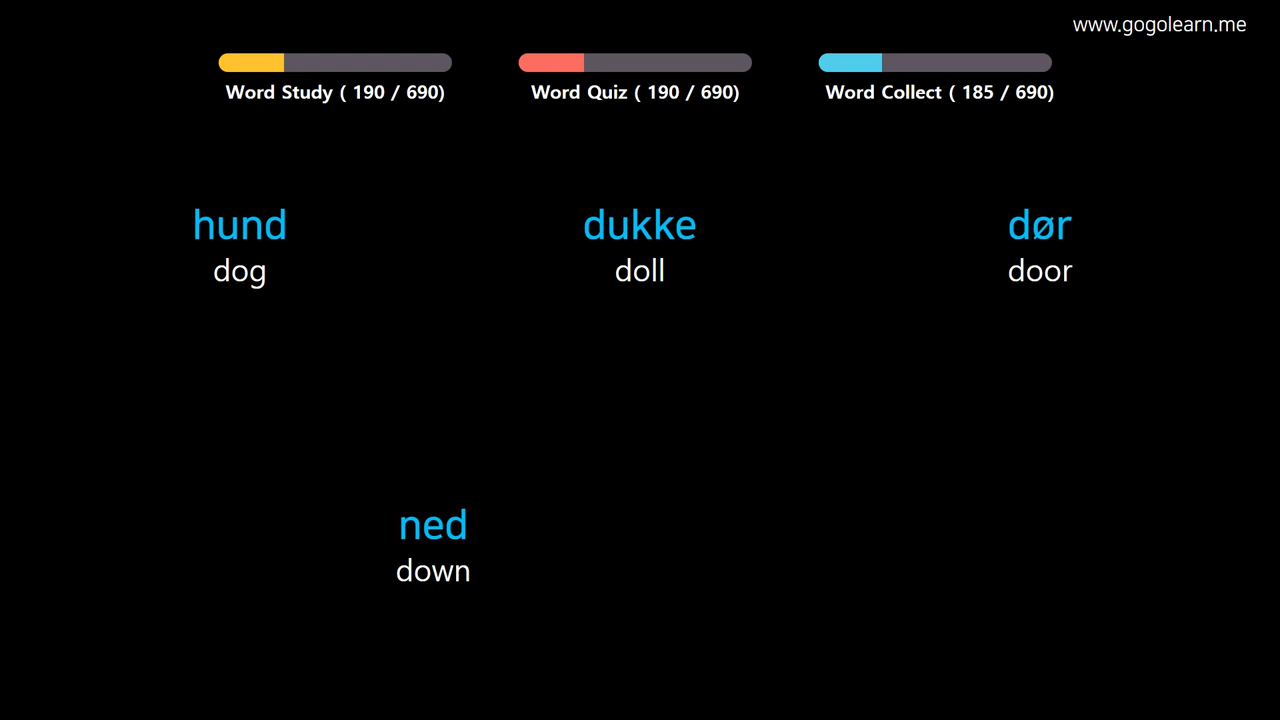 www.gogolearn.me
Word Study ( 190 / 690)
Word Quiz ( 190 / 690)
Word Collect ( 185 / 690)
hund
dog
dukke
doll
dør
door
ned
down